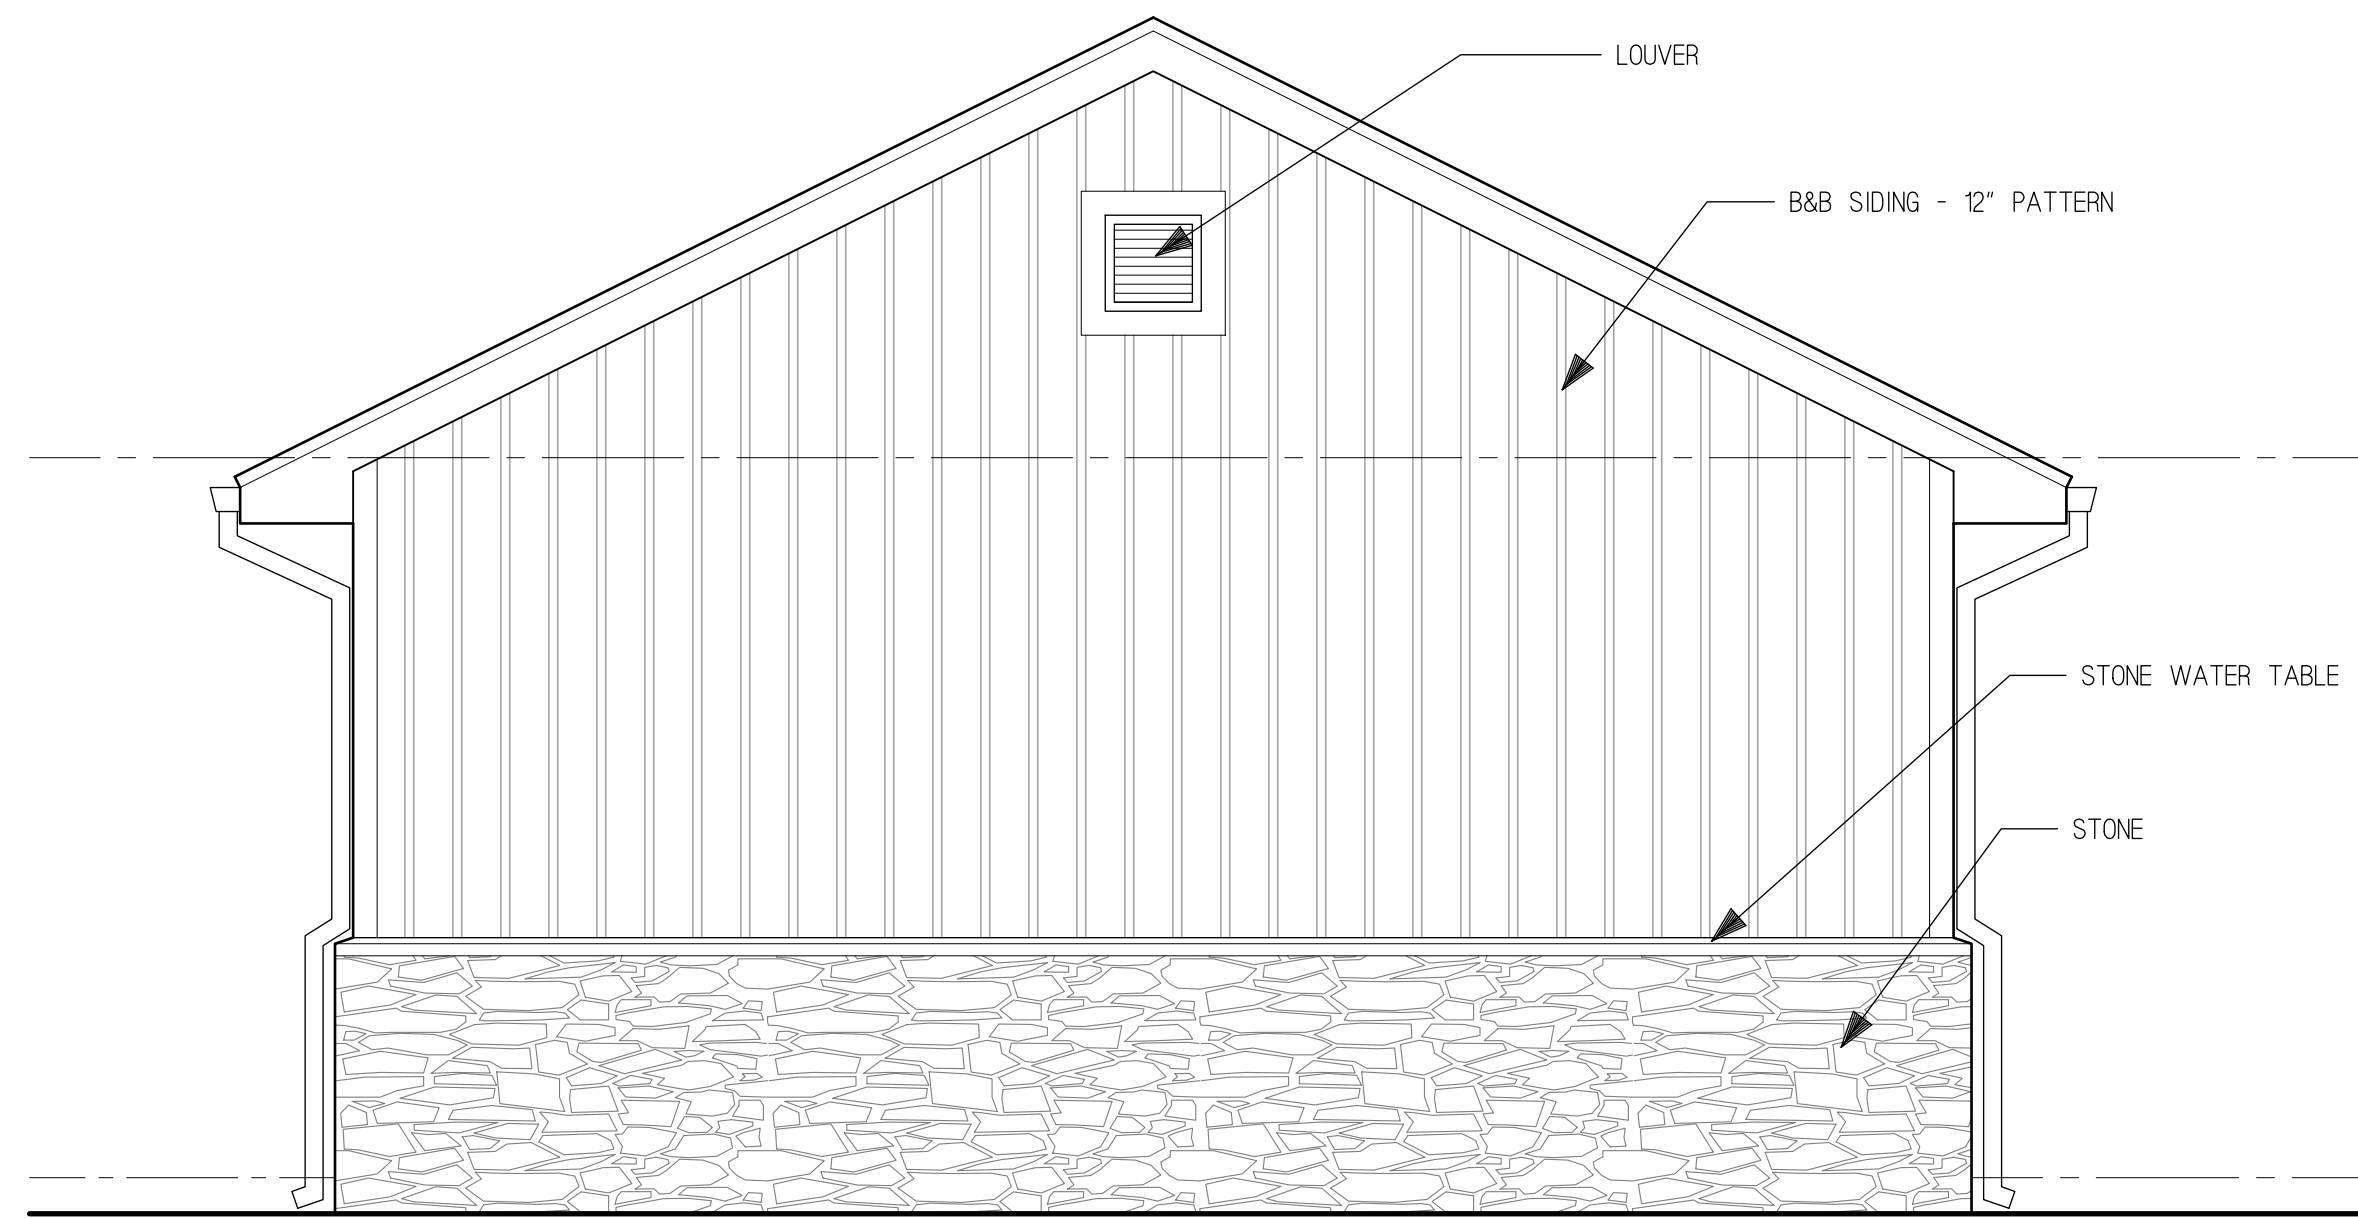 LOUVER
B&B SIDING - 12" PATTERN
STONE WATER TABLE
STONE